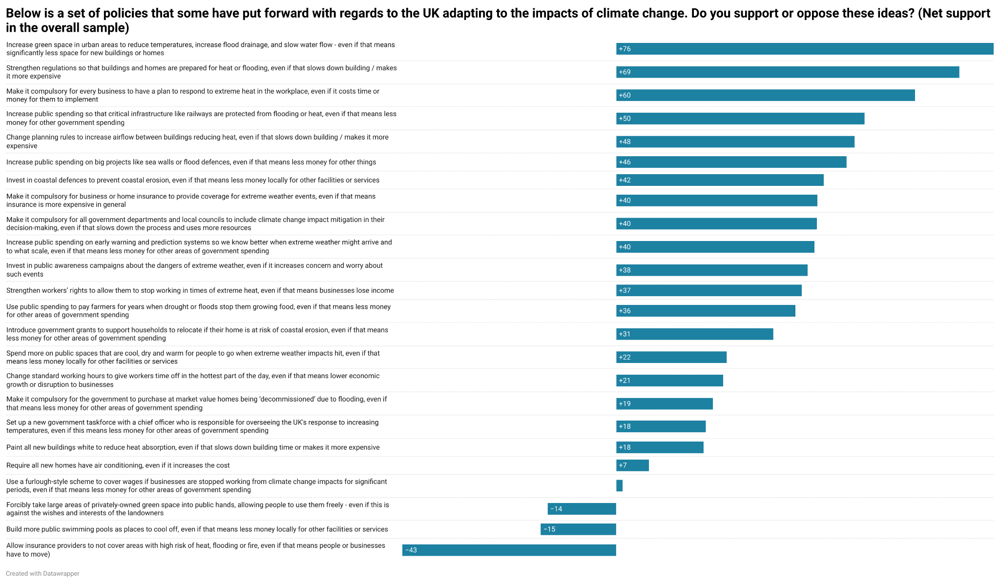 Below is a set of policies that some have put forward with regards to the UK adapting to the impacts of climate change. Do you support or oppose these ideas? (Net support
in the overall sample)
Increase green space in urban areas to reduce temperatures, increase flood drainage, and slow water flow - even if that means
significantly less space for new buildings or homes
+76
Strengthen regulations so that buildings and homes are prepared for heat or flooding, even if that slows down building / makes
it more expensive
+69
Make it compulsory for every business to have a plan to respond to extreme heat in the workplace, even if it costs time or
money for them to implement
+60
Increase public spending so that critical infrastructure like railways are protected from flooding or heat, even if that means less
money for other government spending
+50
Change planning rules to increase airflow between buildings reducing heat, even if that slows down building / makes it more
expensive
+48
Increase public spending on big projects like sea walls or flood defences, even if that means less money for other things
+46
Invest in coastal defences to prevent coastal erosion, even if that means less money locally for other facilities or services
+42
Make it compulsory for business or home insurance to provide coverage for extreme weather events, even if that means
insurance is more expensive in general
+40
Make it compulsory for all government departments and local councils to include climate change impact mitigation in their
decision-making, even if that slows down the process and uses more resources
+40
Increase public spending on early warning and prediction systems so we know better when extreme weather might arrive and
to what scale, even if that means less money for other areas of government spending
+40
Invest in public awareness campaigns about the dangers of extreme weather, even if it increases concern and worry about
such events
+38
Strengthen workers’ rights to allow them to stop working in times of extreme heat, even if that means businesses lose income
+37
Use public spending to pay farmers for years when drought or floods stop them growing food, even if that means less money
for other areas of government spending
+36
Introduce government grants to support households to relocate if their home is at risk of coastal erosion, even if that means
less money for other areas of government spending
+31
Spend more on public spaces that are cool, dry and warm for people to go when extreme weather impacts hit, even if that
means less money locally for other facilities or services
+22
Change standard working hours to give workers time off in the hottest part of the day, even if that means lower economic
growth or disruption to businesses
+21
Make it compulsory for the government to purchase at market value homes being ‘decommissioned’ due to flooding, even if
that means less money for other areas of government spending
+19
Set up a new government taskforce with a chief officer who is responsible for overseeing the UK's response to increasing
temperatures, even if this means less money for other areas of government spending
+18
Paint all new buildings white to reduce heat absorption, even if that slows down building time or makes it more expensive
+18
Require all new homes have air conditioning, even if it increases the cost
+7
Use a furlough-style scheme to cover wages if businesses are stopped working from climate change impacts for significant
periods, even if that means less money for other areas of government spending
Forcibly take large areas of privately-owned green space into public hands, allowing people to use them freely - even if this is
against the wishes and interests of the landowners
−14
Build more public swimming pools as places to cool off, even if that means less money locally for other facilities or services
−15
Allow insurance providers to not cover areas with high risk of heat, flooding or fire, even if that means people or businesses
have to move)
−43
Created with Datawrapper